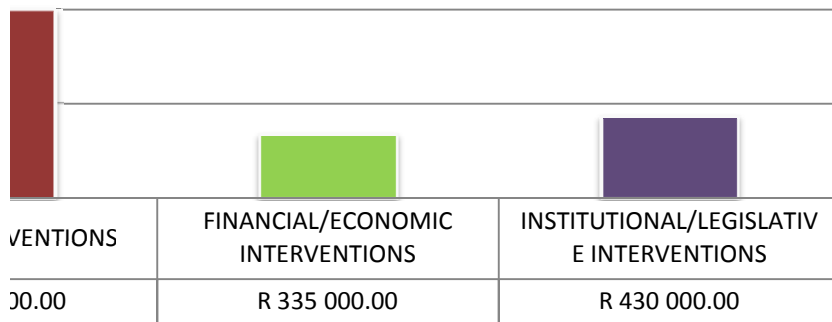 VENTIONS
FINANCIAL/ECONOMIC
INTERVENTIONS
INSTITUTIONAL/LEGISLATIV
E INTERVENTIONS
00.00
R 335 000.00
R 430 000.00